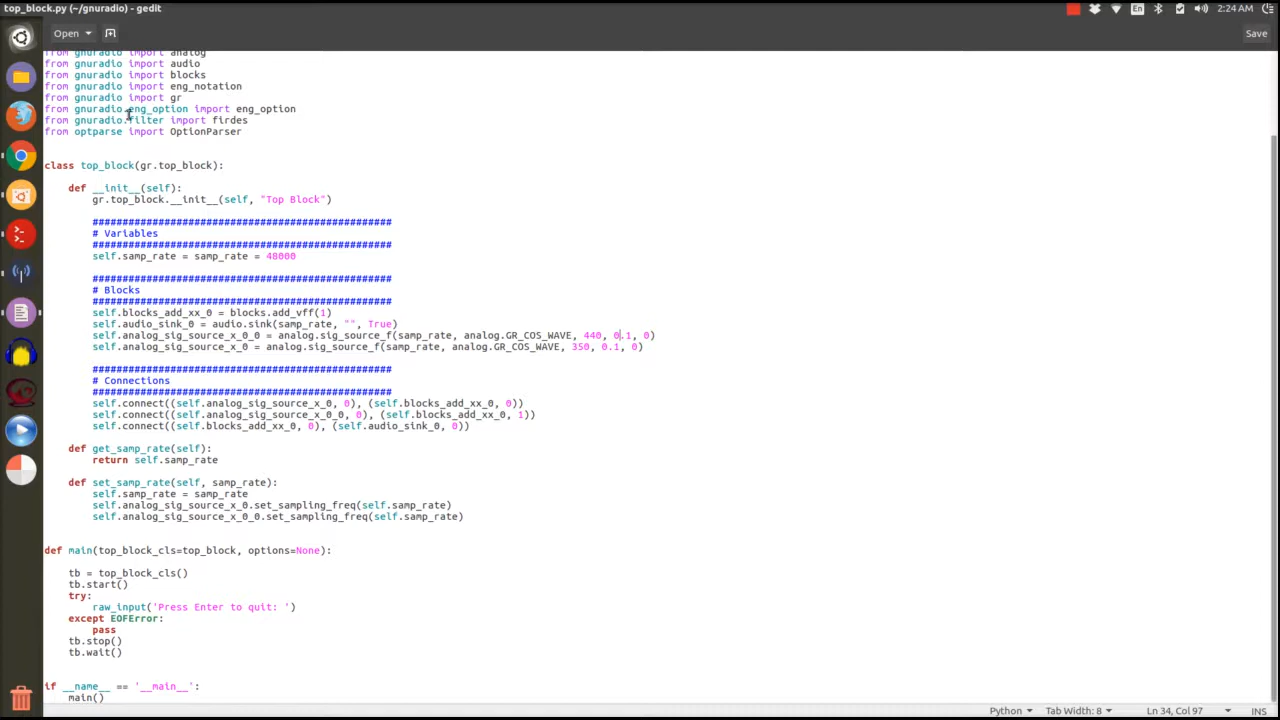 top_block.py (~/gnuradio) - gedit
En
2:24 AM
Open
Save
from gnuradio import analog
from gnuradio import audio
from gnuradio import blocks
from gnuradio import eng_notation
from gnuradio import gr
from gnuradio.eng_option import eng_option
from gnuradio.filter import firdes
from optparse import OptionParser
class top_block(gr.top_block):
def __init__(self):
gr.top_block.__init__(self, "Top Block")
##################################################
# Variables
##################################################
self.samp_rate = samp_rate = 48000
##################################################
# Blocks
##################################################
self.blocks_add_xx_0 = blocks.add_vff(1)
self.audio_sink_0 = audio.sink(samp_rate, "", True)
self.analog_sig_source_x_0_0 = analog.sig_source_f(samp_rate, analog.GR_COS_WAVE, 440, 0.1, 0)
self.analog_sig_source_x_0 = analog.sig_source_f(samp_rate, analog.GR_COS_WAVE, 350, 0.1, 0)
##################################################
# Connections
##################################################
self.connect((self.analog_sig_source_x_0, 0), (self.blocks_add_xx_0, 0))
self.connect((self.analog_sig_source_x_0_0, 0), (self.blocks_add_xx_0, 1))
self.connect((self.blocks_add_xx_0, 0), (self.audio_sink_0, 0))
def get_samp_rate(self):
return self.samp_rate
def set_samp_rate(self, samp_rate):
self.samp_rate = samp_rate
self.analog_sig_source_x_0.set_sampling_freq(self.samp_rate)
self.analog_sig_source_x_0_0.set_sampling_freq(self.samp_rate)
def main(top_block_cls=top_block, options=None):
tb = top_block_cls()
tb.start()
try:
raw_input('Press Enter to quit: ')
except EOFError:
pass
tb.stop()
tb.wait()
if __name__ == '__main__':
main()
Python
Tab Width: 8
Ln 34, Col 97
INS